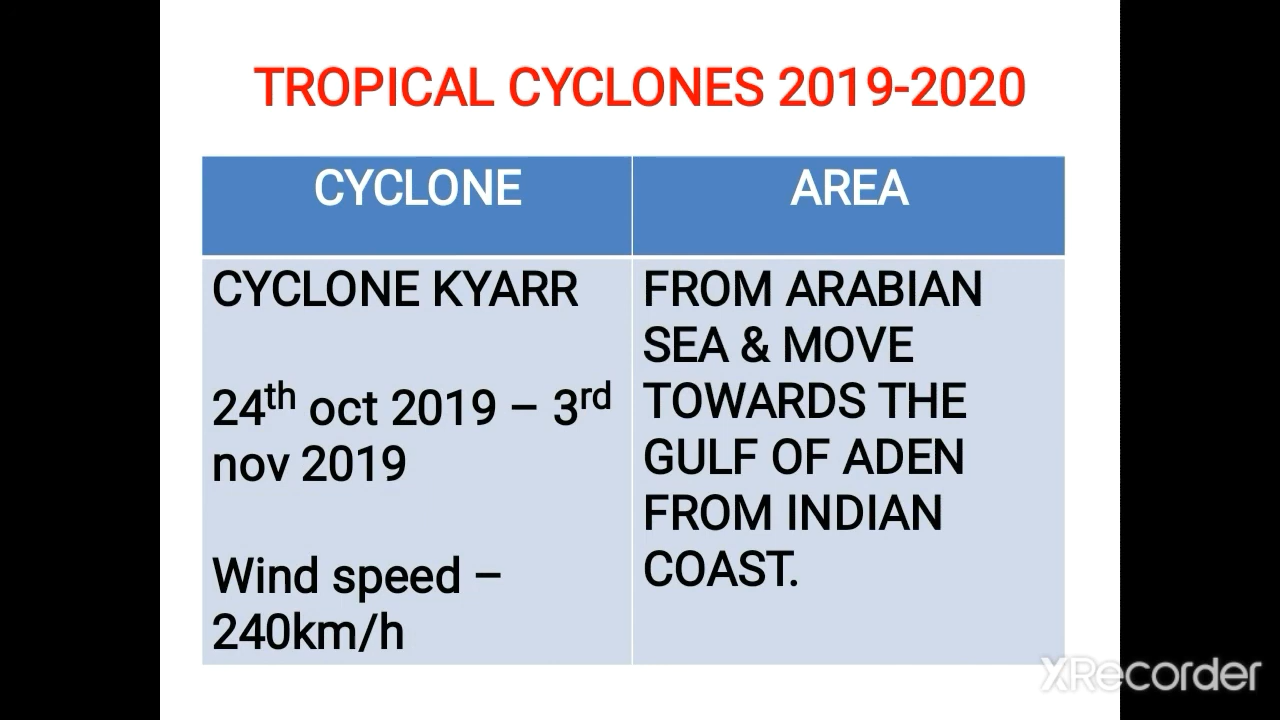 TROPICAL CYCLONES 2019-2020
CYCLONE
AREA
CYCLONE KYARR
24th oct 2019 – 3rd
nov 2019
Wind speed –
240km/h
FROM ARABIAN
SEA & MOVE
TOWARDS THE
GULF OF ADEN
FROM INDIAN
COAST.
XRecorder